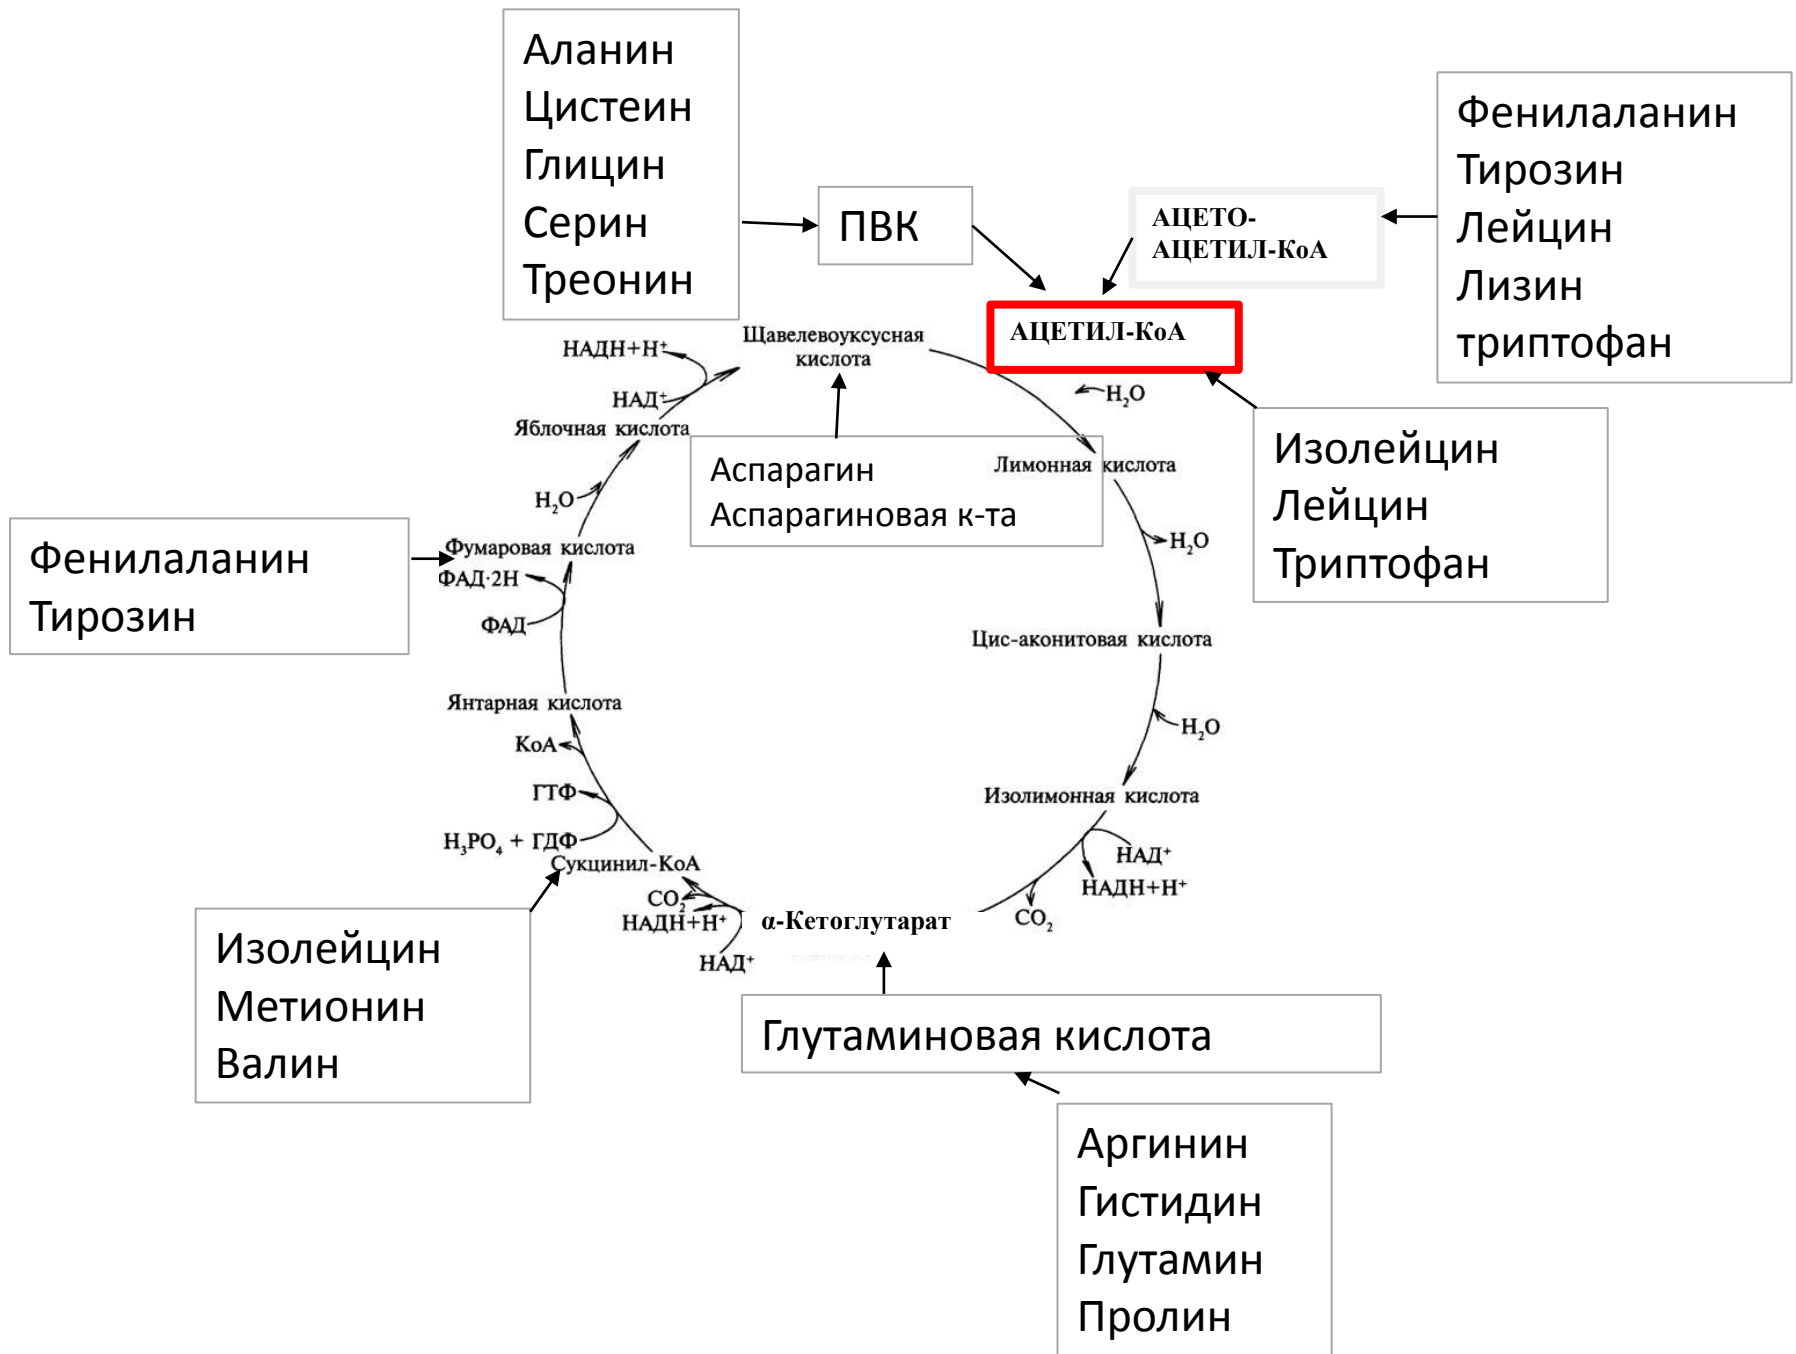 Аланин
Цистеин
Глицин
Серин
Треонин
ПВК
АЦЕТО-
АЦЕТИЛ-КоА
Фенилаланин
Тирозин
Лейцин
Лизин
триптофан
АЦЕТИЛ-КоА
Щавелевоуксусная
кислота
НАДН+Н⁺
НАД⁺
Яблочная кислота
H₂O
Аспарагин
Аспарагиновая к-та
Лимонная кислота
Изолейцин
Лейцин
Триптофан
H₂O
H₂O
Фенилаланин
Тирозин
Фумаровая кислота
ФАД·2Н
ФАД
Цис-аконитовая кислота
Янтарная кислота
КоА
H₂O
ГТФ
Изолимонная кислота
H₃PO₄ + ГДФ
Сукцинил-КоА
НАД⁺
НАДН+Н⁺
CO₂
НАДН+Н⁺
НАД⁺
α-Кетоглутарат
CO₂
Изолейцин
Метионин
Валин
Глутаминовая кислота
Аргинин
Гистидин
Глутамин
Пролин